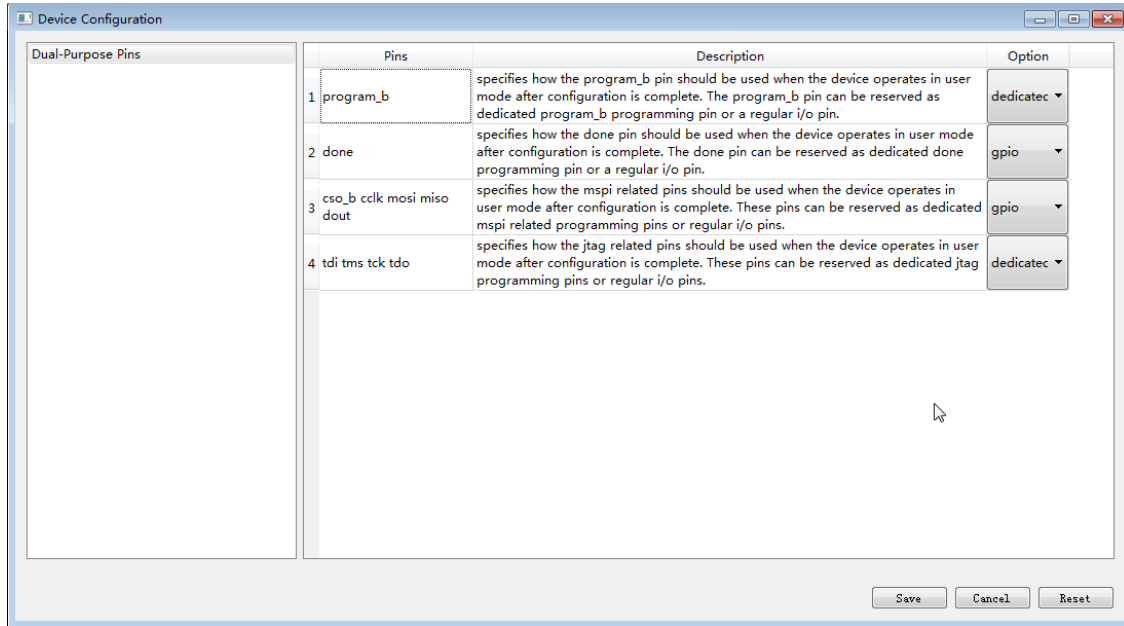 Device Configuration
Dual-Purpose Pins
Pins Description Option
1 program_b
specifies how the program_b pin should be used when the device operates in user
mode after configuration is complete. The program_b pin can be reserved as
dedicated program_b programming pin or a regular i/o pin.
dedicatec
2 done
specifies how the done pin should be used when the device operates in user mode
after configuration is complete. The done pin can be reserved as dedicated done
programming pin or a regular i/o pin.
gpio
3 cso_b cclk mosi miso
dout
specifies how the mspi related pins should be used when the device operates in
user mode after configuration is complete. These pins can be reserved as dedicated
mspi related programming pins or regular i/o pins.
gpio
4 tdi tms tck tdo
specifies how the jtag related pins should be used when the device operates in user
mode after configuration is complete. These pins can be reserved as dedicated jtag
programming pins or regular i/o pins.
dedicatec
Save Cancel Reset